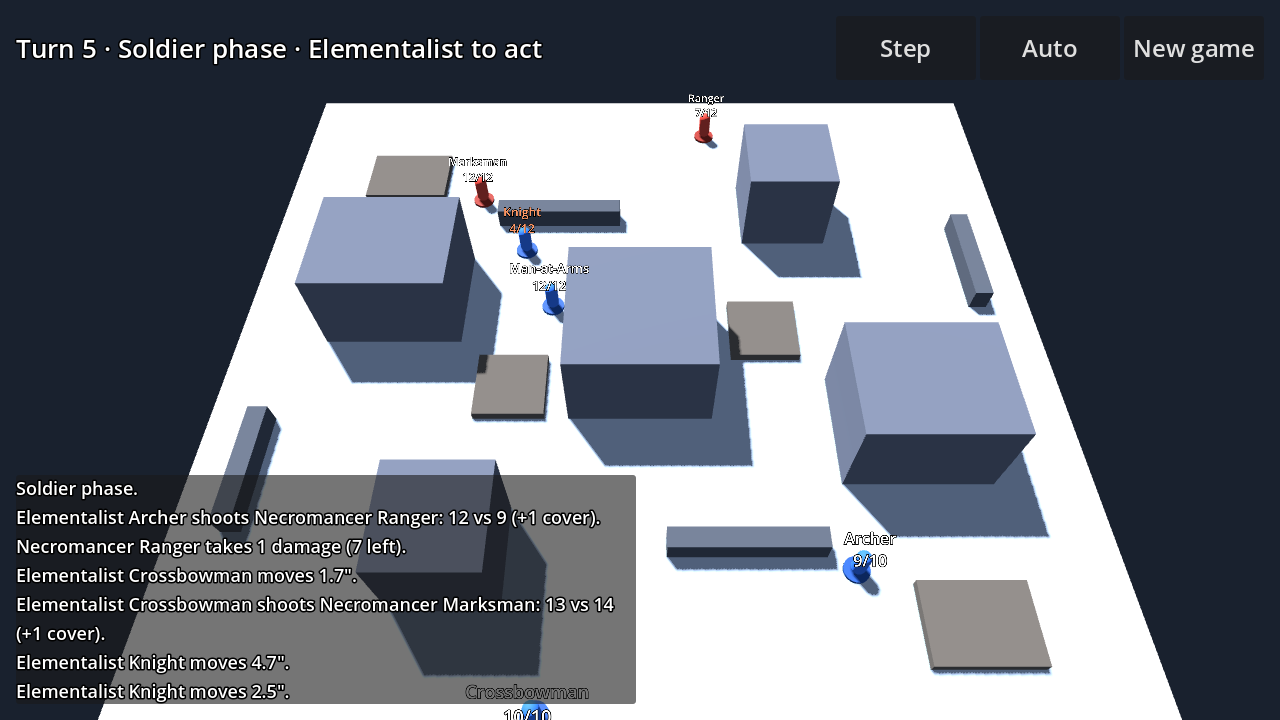 Turn 5 · Soldier phase · Elementalist to act
Step
Auto
New game
Ranger
7/12
Marksman
12/12
Knight
4/12
Man-at-Arms
12/12
Archer
9/10
Soldier phase.
Elementalist Archer shoots Necromancer Ranger: 12 vs 9 (+1 cover).
Necromancer Ranger takes 1 damage (7 left).
Elementalist Crossbowman moves 1.7".
Elementalist Crossbowman shoots Necromancer Marksman: 13 vs 14
(+1 cover).
Elementalist Knight moves 4.7".
Elementalist Knight moves 2.5".
Crossbowman
10/10